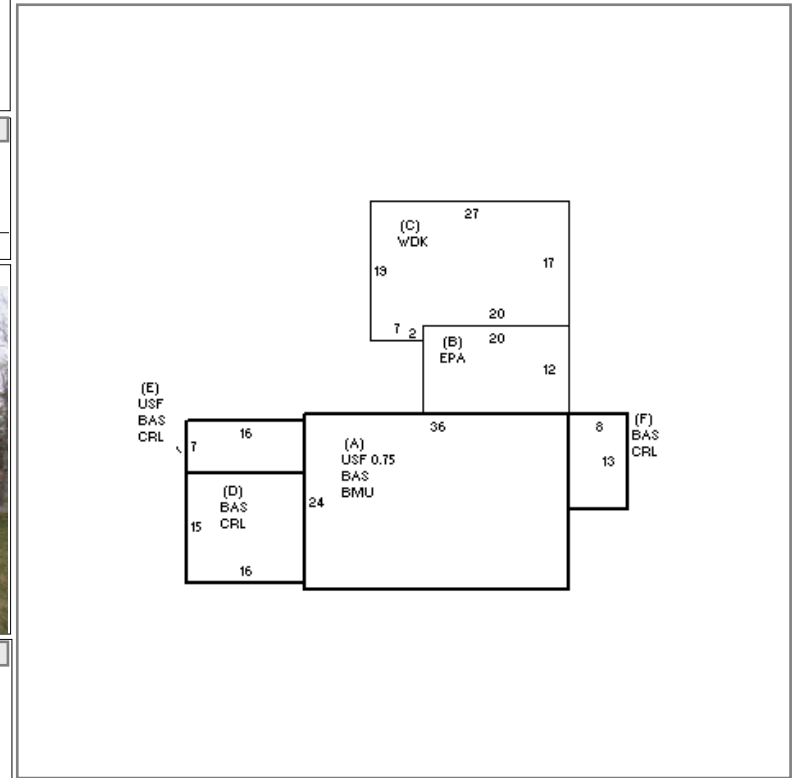 27
(C)
WDK
19
17
20
7 2
(B)
EPA
20
12
(E)
USF
BAS
CRL
16
7
36
(A)
USF 0.75
BAS
BMU
24
8
13
(F)
BAS
CRL
(D)
BAS
CRL
15
16